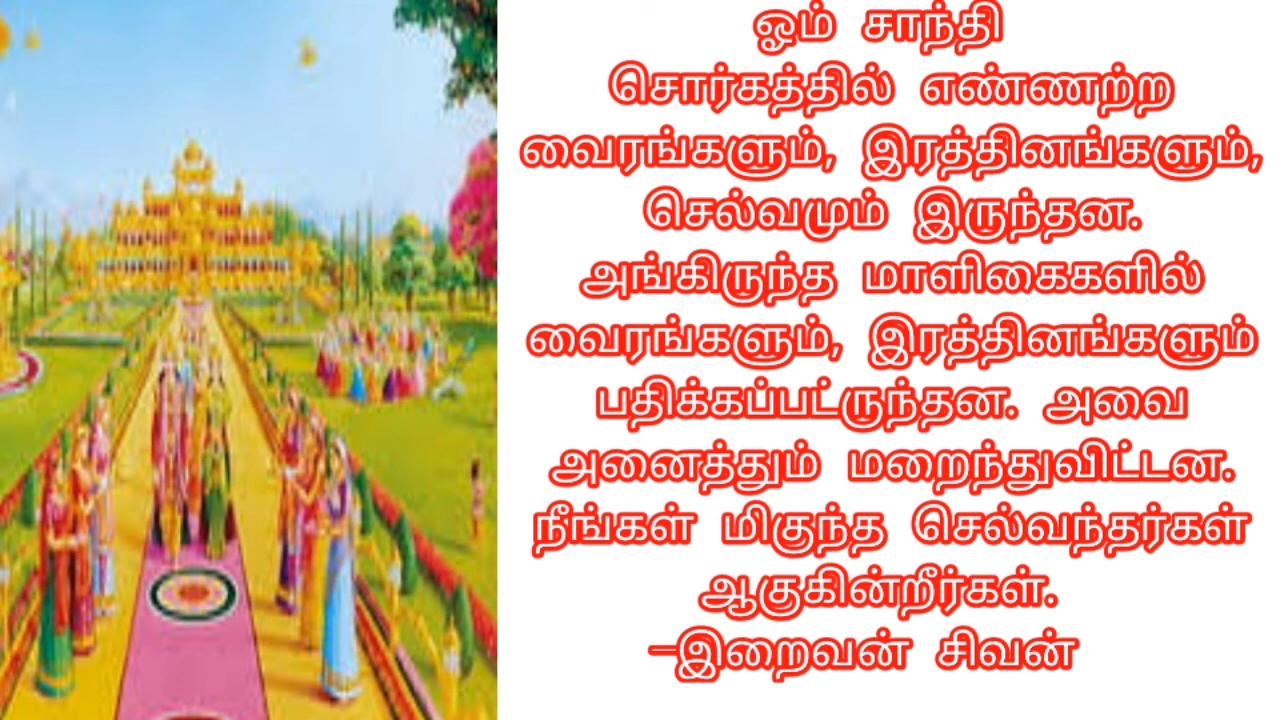 ஓம் சாந்தி
சொர்கத்தில் எண்ணற்ற
வைரங்களும், இரத்தினங்களும்,
செல்வமும் இருந்தன.
அங்கிருந்த மாளிகைகளில்
வைரங்களும், இரத்தினங்களும்
பதிக்கப்பட்ருந்தன. அவை
அனைத்தும் மறைந்துவிட்டன.
நீங்கள் மிகுந்த செல்வந்தர்கள்
ஆகுகின்றீர்கள்.
-இறைவன் சிவன்